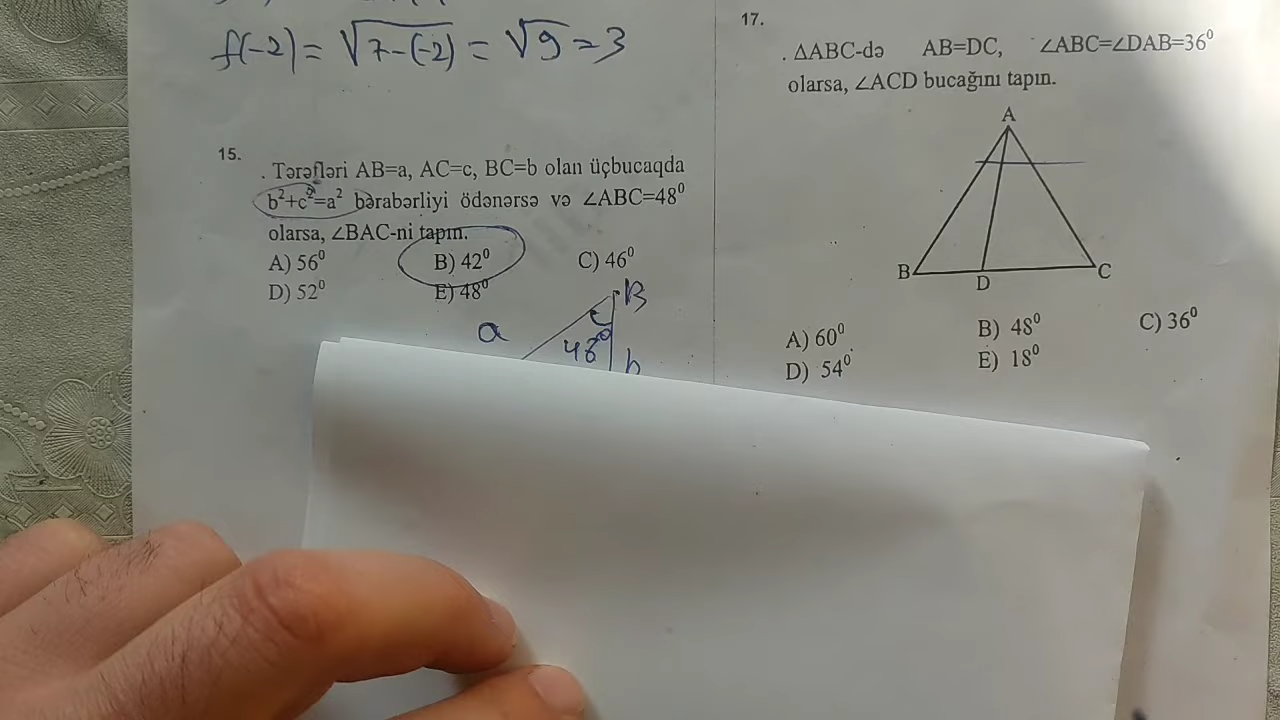 f(-2) = √7-(-2) = √9 = 3
15.
. Tərəfləri AB=a, AC=c, BC=b olan üçbucaqda
b²+c²=a² bərabərliyi ödənərsə və ∠ABC=48⁰
olarsa, ∠BAC-ni tapın.
A) 56⁰ B) 42⁰ C) 46⁰
D) 52⁰ E) 48⁰
B
a
48⁰
b
17.
. ΔABC-də AB=DC, ∠ABC=∠DAB=36⁰
olarsa, ∠ACD bucağını tapın.
A
B D C
A) 60⁰ B) 48⁰ C) 36⁰
D) 54⁰ E) 18⁰